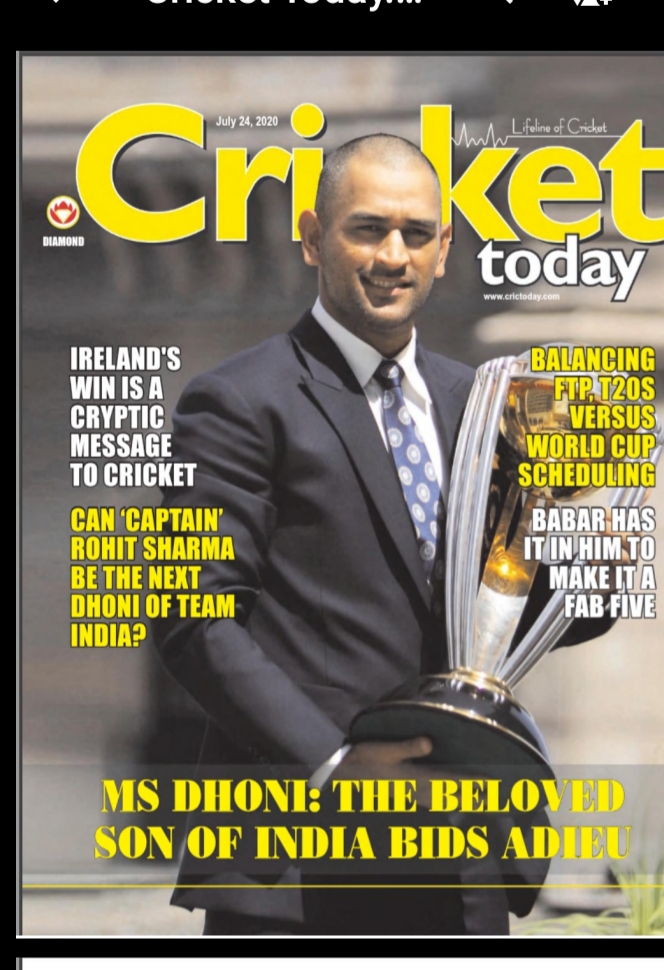 July 24, 2020
Lifeline of Cricket
Cricket
today
www.crictoday.com
DIAMOND
IRELAND'S
WIN IS A
CRYPTIC
MESSAGE
TO CRICKET
CAN ‘CAPTAIN’
ROHIT SHARMA
BE THE NEXT
DHONI OF TEAM
INDIA?
BALANCING
FTP, T20S
VERSUS
WORLD CUP
SCHEDULING
BABAR HAS
IT IN HIM TO
MAKE IT A
FAB FIVE
MS DHONI: THE BELOVED
SON OF INDIA BIDS ADIEU